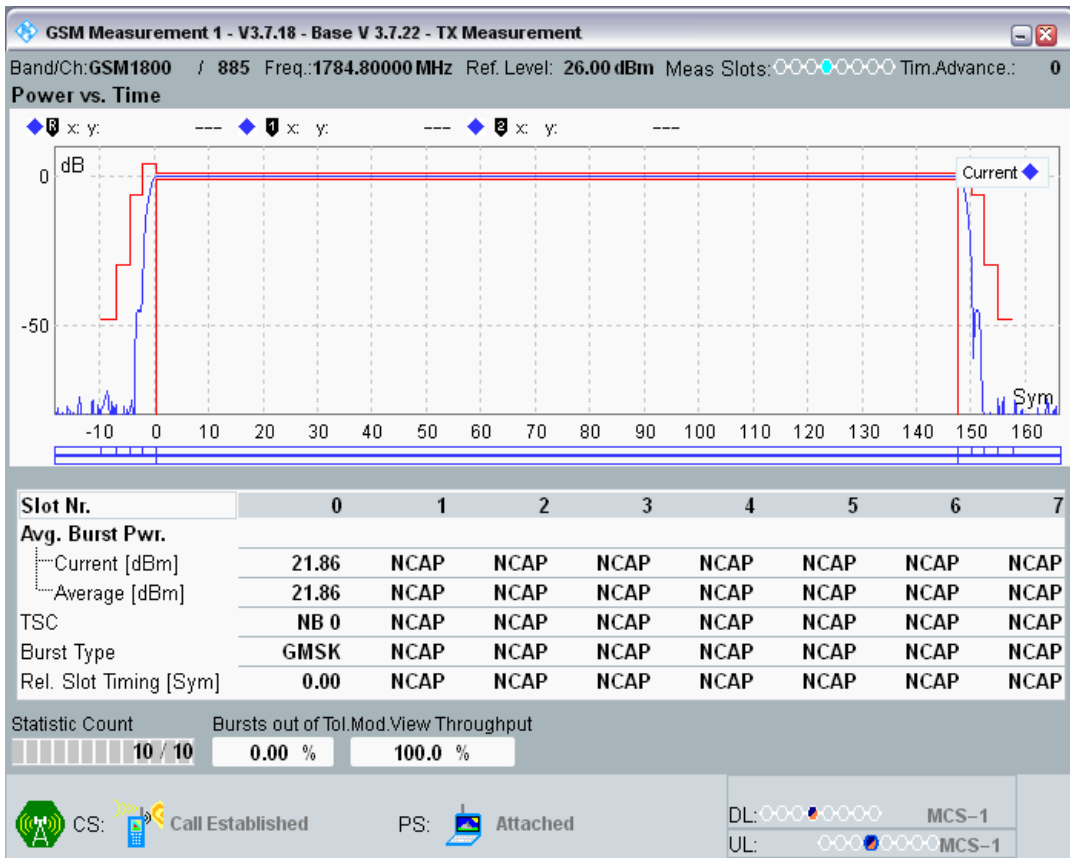 GSM Measurement 1 - V3.7.18 - Base V 3.7.22 - TX Measurement
Band/Ch:GSM1800 / 885 Freq.:1784.80000 MHz Ref. Level: 26.00 dBm Meas Slots: Tim.Advance.: 0
Power vs. Time
R x: y: --- 1 x: y: --- 2 x: y: ---
dB
Current
0
-50
Sym
-10 0 10 20 30 40 50 60 70 80 90 100 110 120 130 140 150 160
Slot Nr. 0 1 2 3 4 5 6 7
Avg. Burst Pwr.
Current [dBm] 21.86 NCAP NCAP NCAP NCAP NCAP NCAP NCAP
Average [dBm] 21.86 NCAP NCAP NCAP NCAP NCAP NCAP NCAP
TSC NB 0 NCAP NCAP NCAP NCAP NCAP NCAP NCAP
Burst Type GMSK NCAP NCAP NCAP NCAP NCAP NCAP NCAP
Rel. Slot Timing [Sym] 0.00 NCAP NCAP NCAP NCAP NCAP NCAP NCAP
Statistic Count Bursts out of Tol.Mod.View Throughput
10 / 10 0.00 % 100.0 %
CS: Call Established PS: Attached
DL: MCS-1
UL: MCS-1